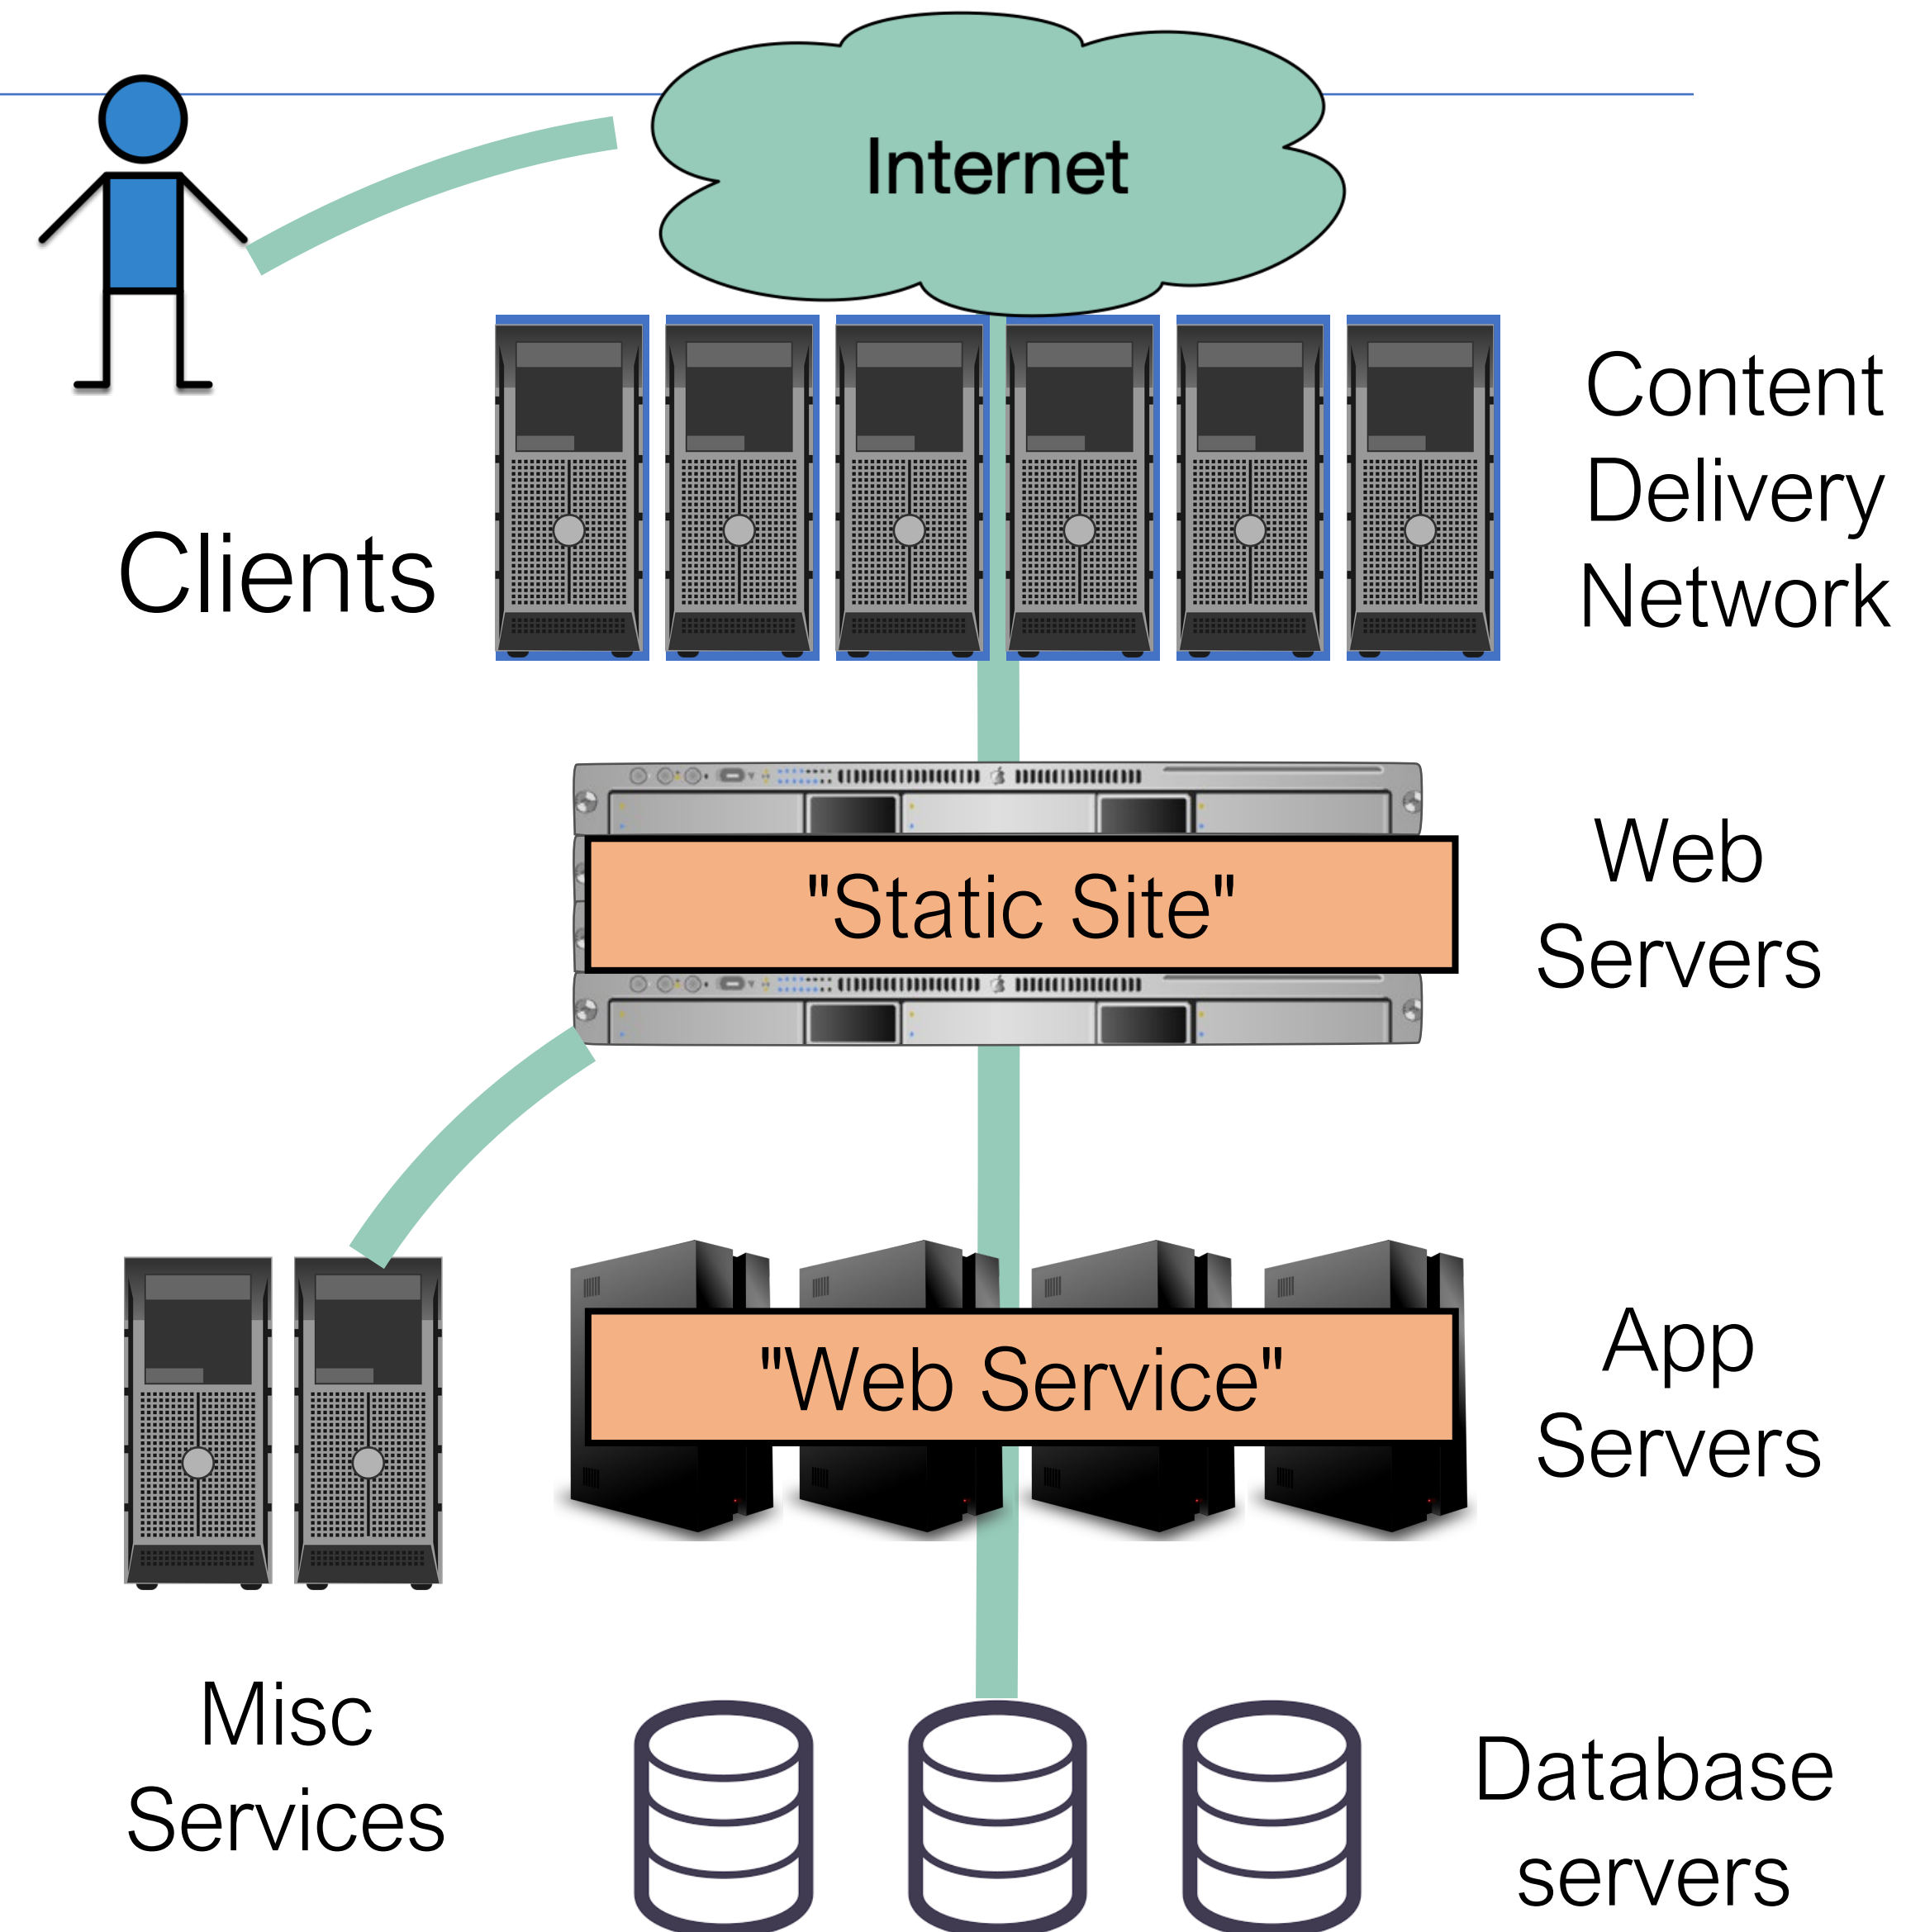 Internet
Clients
Content
Delivery
Network
"Static Site"
Web
Servers
"Web Service"
App
Servers
Misc
Services
Database
servers